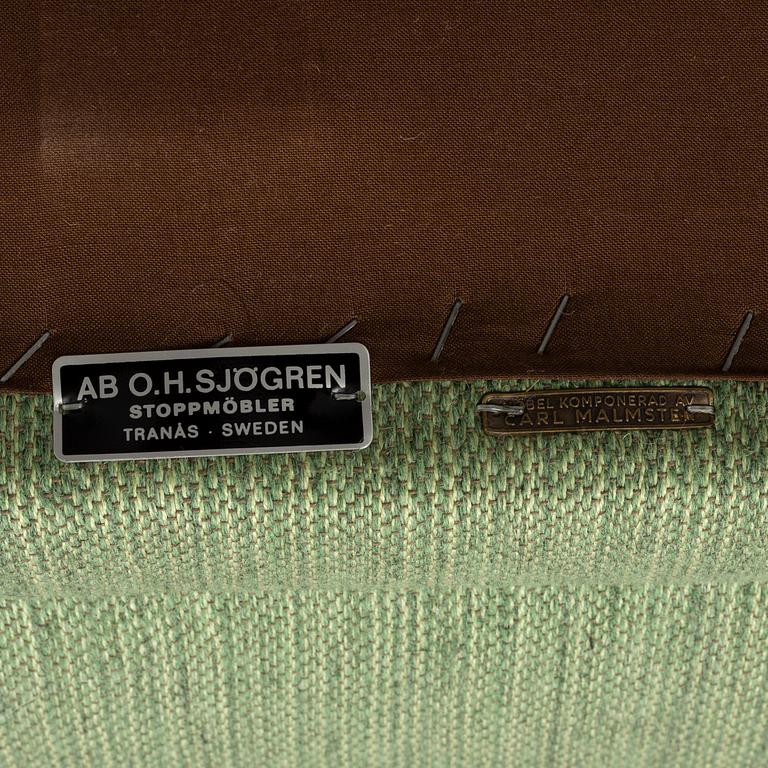 AB O.H. SJÖGREN
STOPPMÖBLER
TRANÅS · SWEDEN
KOMPONERAD AV
CARL MALMSTEN